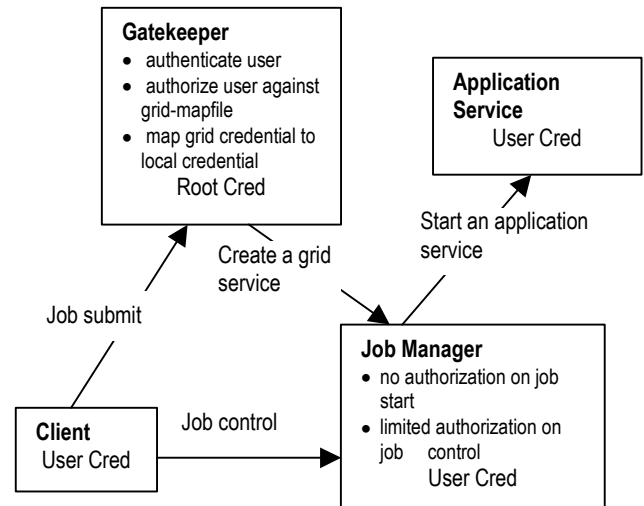 Gatekeeper
• authenticate user
• authorize user against
grid-mapfile
• map grid credential to
local credential
Root Cred
Application
Service
User Cred
Start an application
service
Create a grid
service
Job submit
Job Manager
• no authorization on job
start
• limited authorization on
job control
User Cred
Client
User Cred
Job control